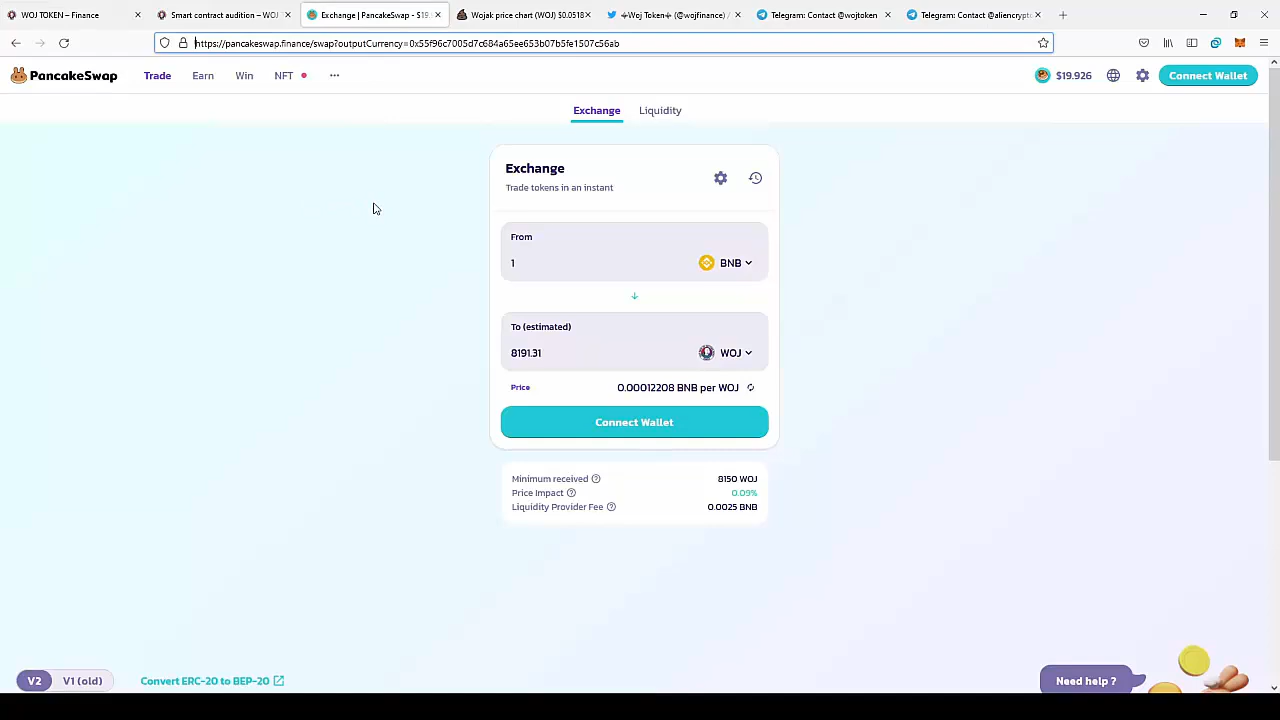 WOJ TOKEN – Finance
Smart contract audition – WOJ
Exchange | PancakeSwap - $19.
Wojak price chart (WOJ) $0.05
Woj Token (@wojfinance) /
Telegram: Contact @wojtoken
Telegram: Contact @aliencrypt
https://pancakeswap.finance/swap?outputCurrency=0x55f96c7005d7c684a65ee653b07b5fe1507c56ab
PancakeSwap
Trade
Earn
Win
NFT
$19.926
Connect Wallet
Exchange
Liquidity
Exchange
Trade tokens in an instant
From
1
BNB
To (estimated)
8191.31
WOJ
Price
0.00012208 BNB per WOJ
Connect Wallet
Minimum received
8150 WOJ
Price Impact
0.09%
Liquidity Provider Fee
0.0025 BNB
V2
V1 (old)
Convert ERC-20 to BEP-20
Need help ?